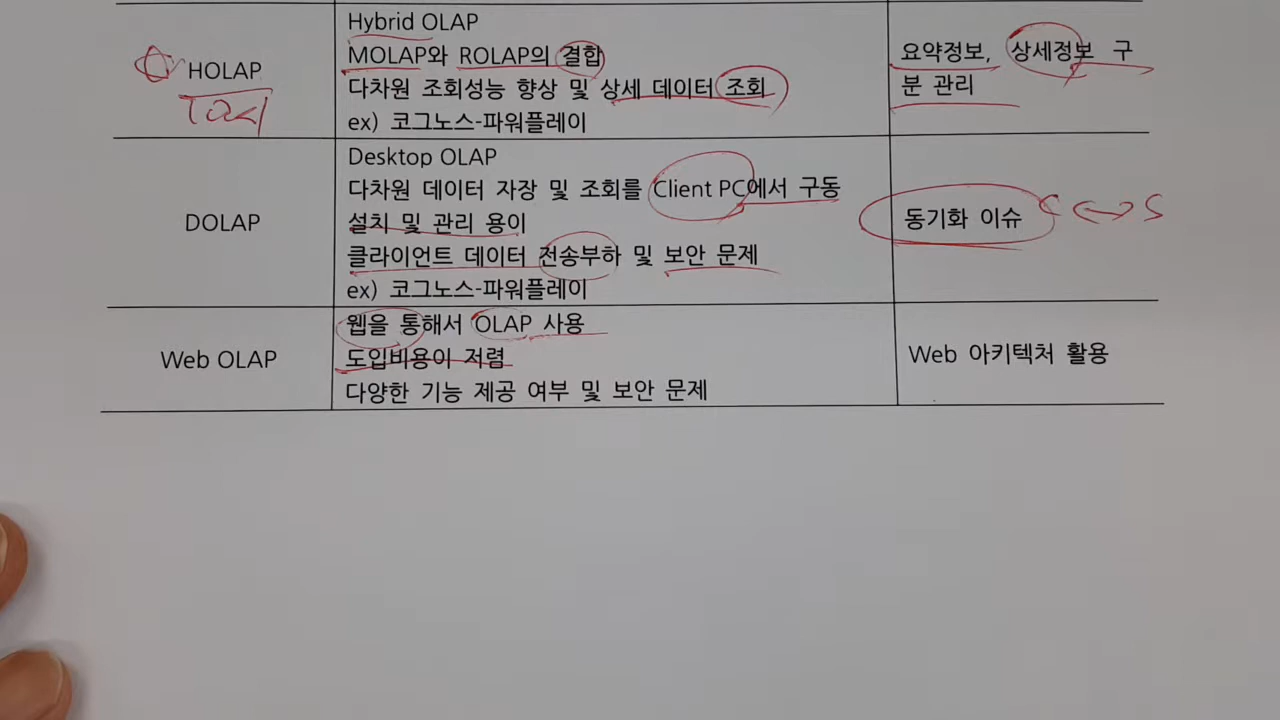 Hybrid OLAP
HOLAP
MOLAP와 ROLAP의 결합
다차원 조회성능 향상 및 상세 데이터 조회
ex) 코그노스-파워플레이
요약정보, 상세정보 구
분 관리
DOLAP
Desktop OLAP
다차원 데이터 자장 및 조회를 Client PC에서 구동
설치 및 관리 용이
클라이언트 데이터 전송부하 및 보안 문제
ex) 코그노스-파워플레이
동기화 이슈 C ↔ S
Web OLAP
웹을 통해서 OLAP 사용
도입비용이 저렴
다양한 기능 제공 여부 및 보안 문제
Web 아키텍처 활용